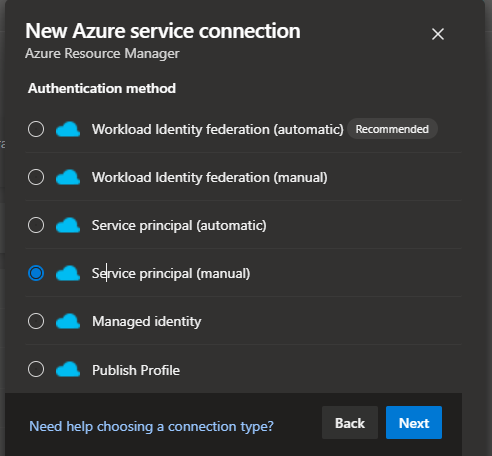 New Azure service connection
Azure Resource Manager
Authentication method
Workload Identity federation (automatic) Recommended
Workload Identity federation (manual)
Service principal (automatic)
Service principal (manual)
Managed identity
Publish Profile
Need help choosing a connection type?
Back
Next